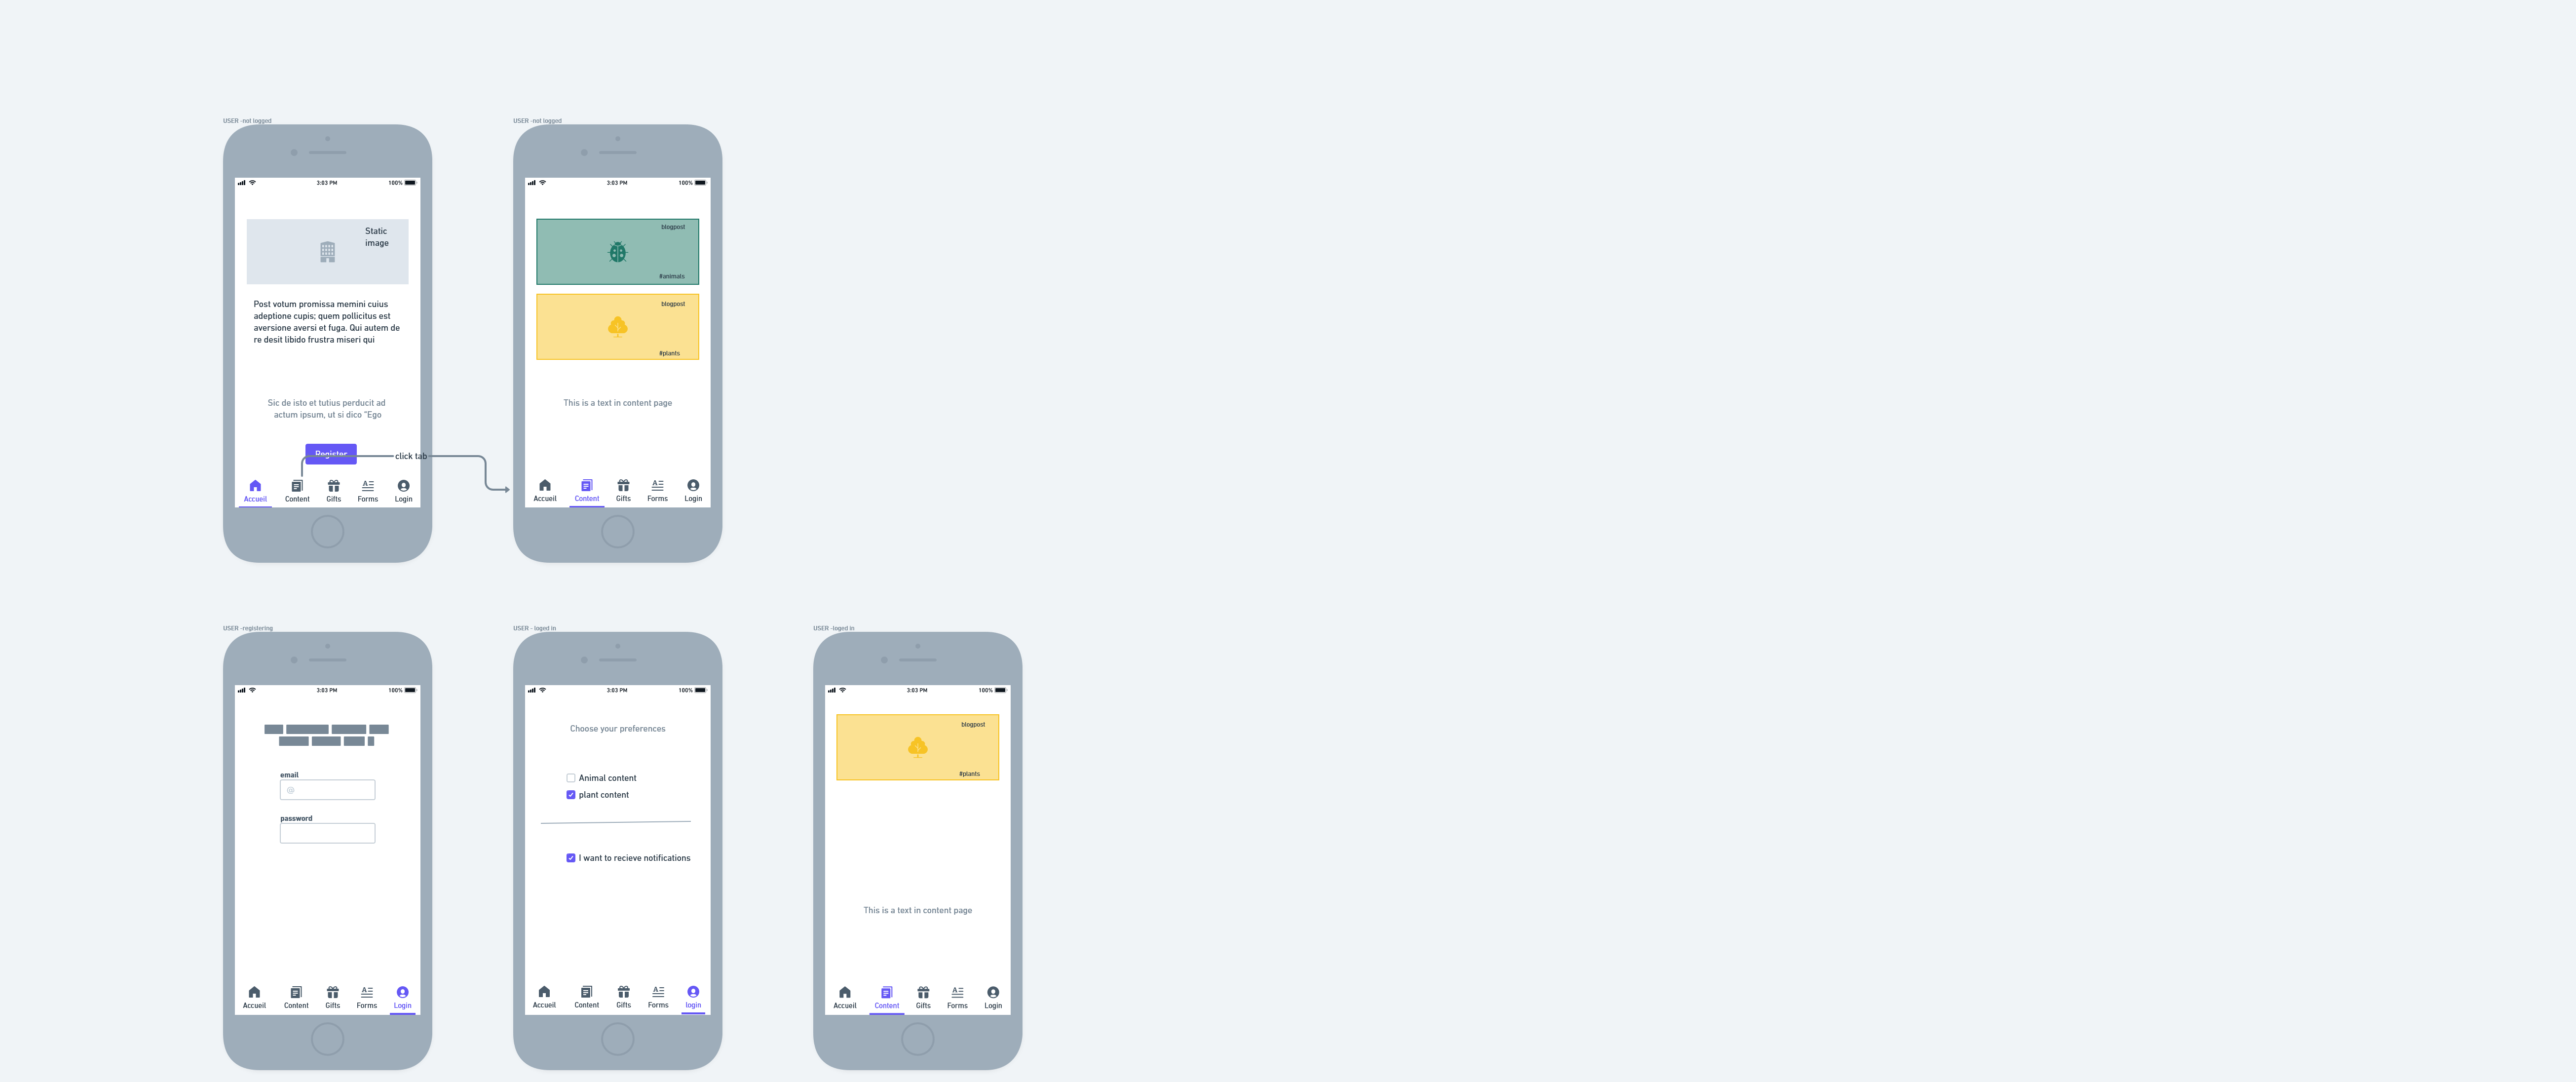 USER -not logged
3:03 PM
100%
Static
image
Post votum promissa memini cuius
adeptione cupis; quem pollicitus est
aversione aversi et fuga. Qui autem de
re desit libido frustra miseri qui
Sic de isto et tutius perducit ad
actum ipsum, ut si dico "Ego
Register
click tab
Accueil
Content
Gifts
Forms
Login
USER -not logged
3:03 PM
100%
blogpost
#animals
blogpost
#plants
This is a text in content page
Accueil
Content
Gifts
Forms
Login
USER -registering
3:03 PM
100%
email
@
password
Accueil
Content
Gifts
Forms
Login
USER - loged in
3:03 PM
100%
Choose your preferences
Animal content
plant content
I want to recieve notifications
Accueil
Content
Gifts
Forms
login
USER -loged in
3:03 PM
100%
blogpost
#plants
This is a text in content page
Accueil
Content
Gifts
Forms
Login